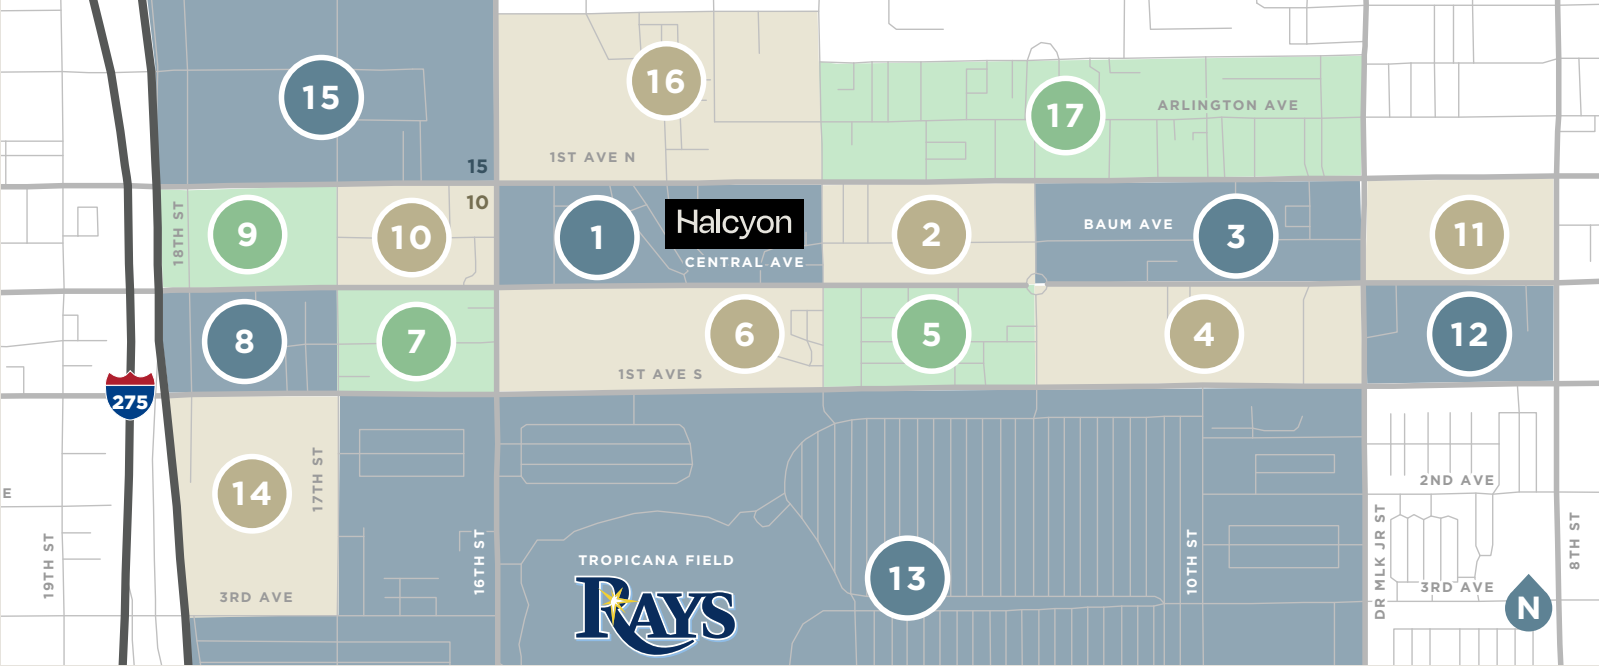 16
15
17
ARLINGTON AVE
1ST AVE N
15
10
18TH ST
9
10
1
Halcyon
CENTRAL AVE
2
BAUM AVE
3
11
8
7
6
5
4
12
1ST AVE S
275
14
17TH ST
3RD AVE
19TH ST
E
16TH ST
TROPICANA FIELD
RAYS
13
10TH ST
2ND AVE
DR MLK JR ST
3RD AVE
8TH ST
N